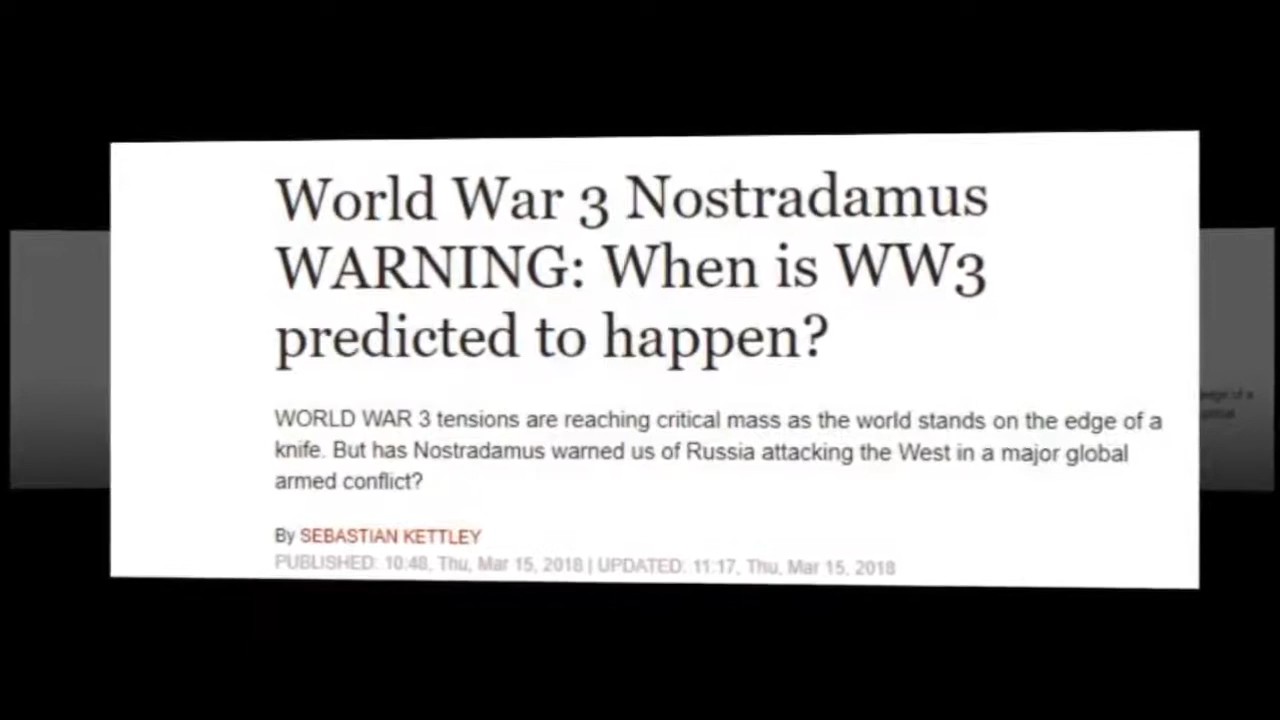 World War 3 Nostradamus
WARNING: When is WW3
predicted to happen?
WORLD WAR 3 tensions are reaching critical mass as the world stands on the edge of a
knife. But has Nostradamus warned us of Russia attacking the West in a major global
armed conflict?
By SEBASTIAN KETTLEY
PUBLISHED: 10:48, Thu, Mar 15, 2018 | UPDATED: 11:17, Thu, Mar 15, 2018